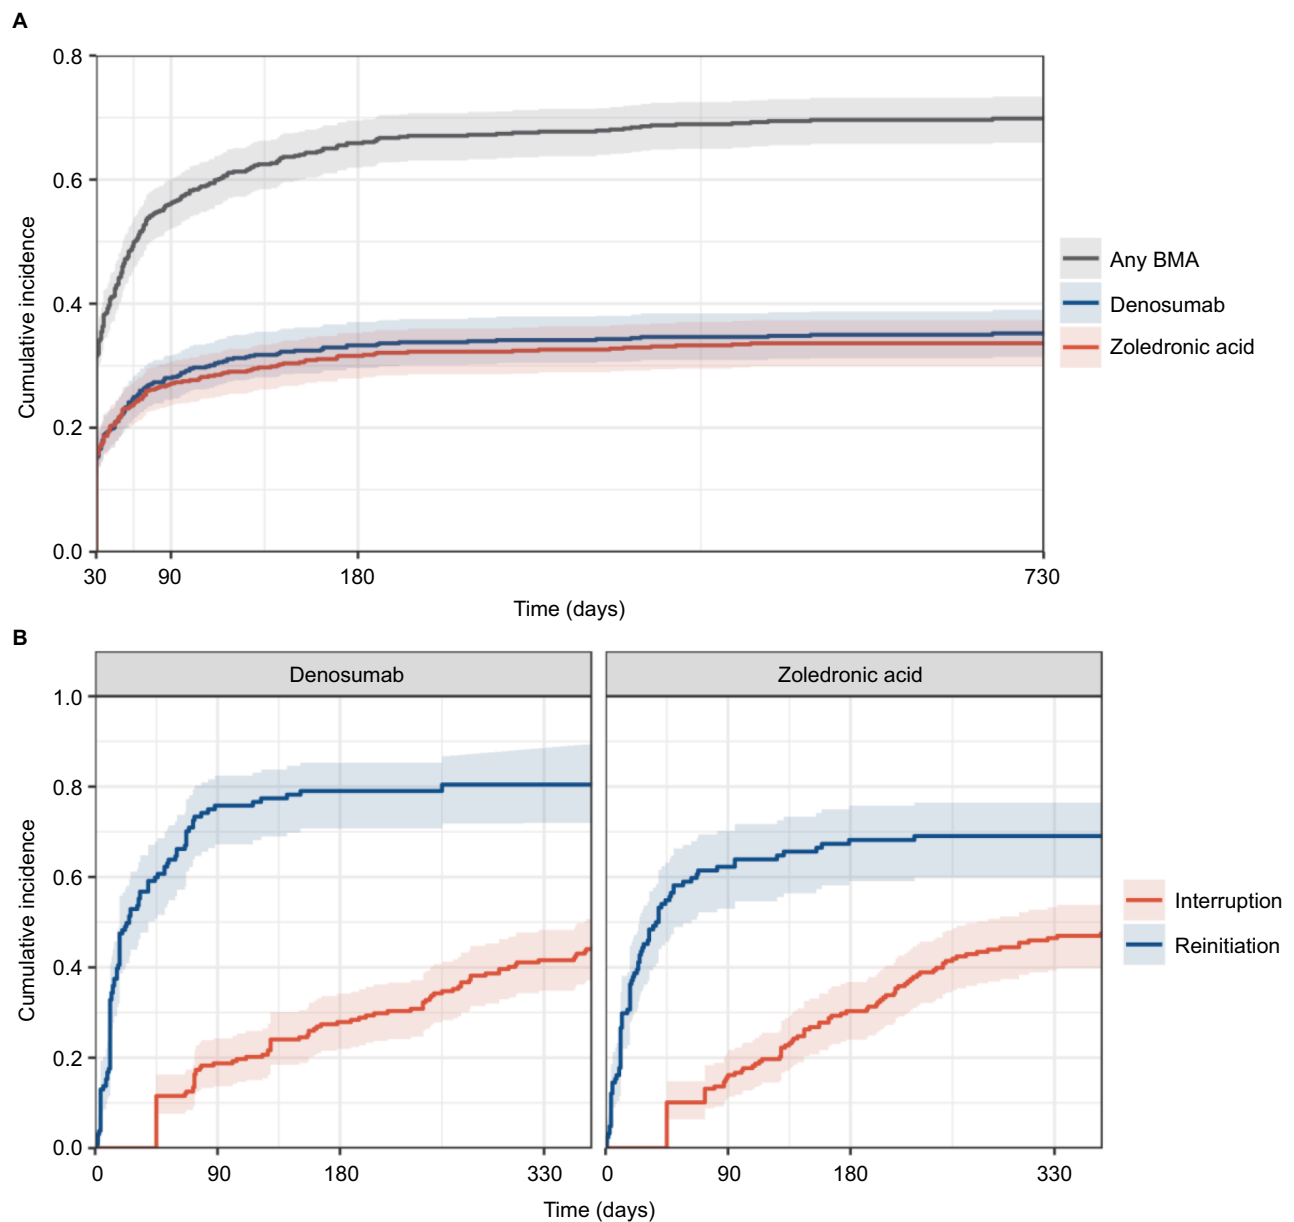 A
Cumulative incidence
0.8
0.6
0.4
0.2
0.0
30 90 180 730
Time (days)
Any BMA
Denosumab
Zoledronic acid
B
Denosumab Zoledronic acid
Cumulative incidence
1.0
0.8
0.6
0.4
0.2
0.0
0 90 180 330 0 90 180 330
Time (days)
Interruption
Reinitiation